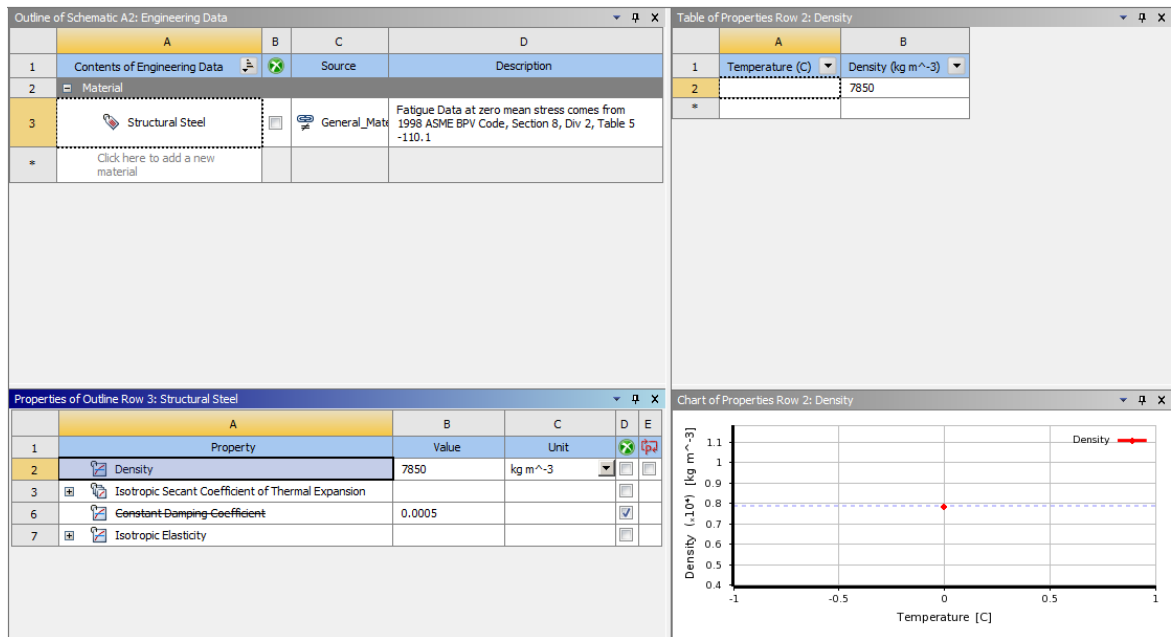 Outline of Schematic A2: Engineering Data
A B C D
1 Contents of Engineering Data Source Description
2 Material
3 Structural Steel General_Mate Fatigue Data at zero mean stress comes from
1998 ASME BPV Code, Section 8, Div 2, Table 5
-110.1
* Click here to add a new
material
Table of Properties Row 2: Density
A B
1 Temperature (C) Density (kg m^-3)
2 7850
*
Properties of Outline Row 3: Structural Steel
A B C D E
1 Property Value Unit
2 Density 7850 kg m^-3
3 Isotropic Secant Coefficient of Thermal Expansion
6 Constant Damping Coefficient 0.0005
7 Isotropic Elasticity
Chart of Properties Row 2: Density
Density
1.1
1
0.9
0.8
0.7
0.6
0.5
0.4
Density (x10⁴) [kg m^-3]
-1 -0.5 0 0.5 1
Temperature [C]